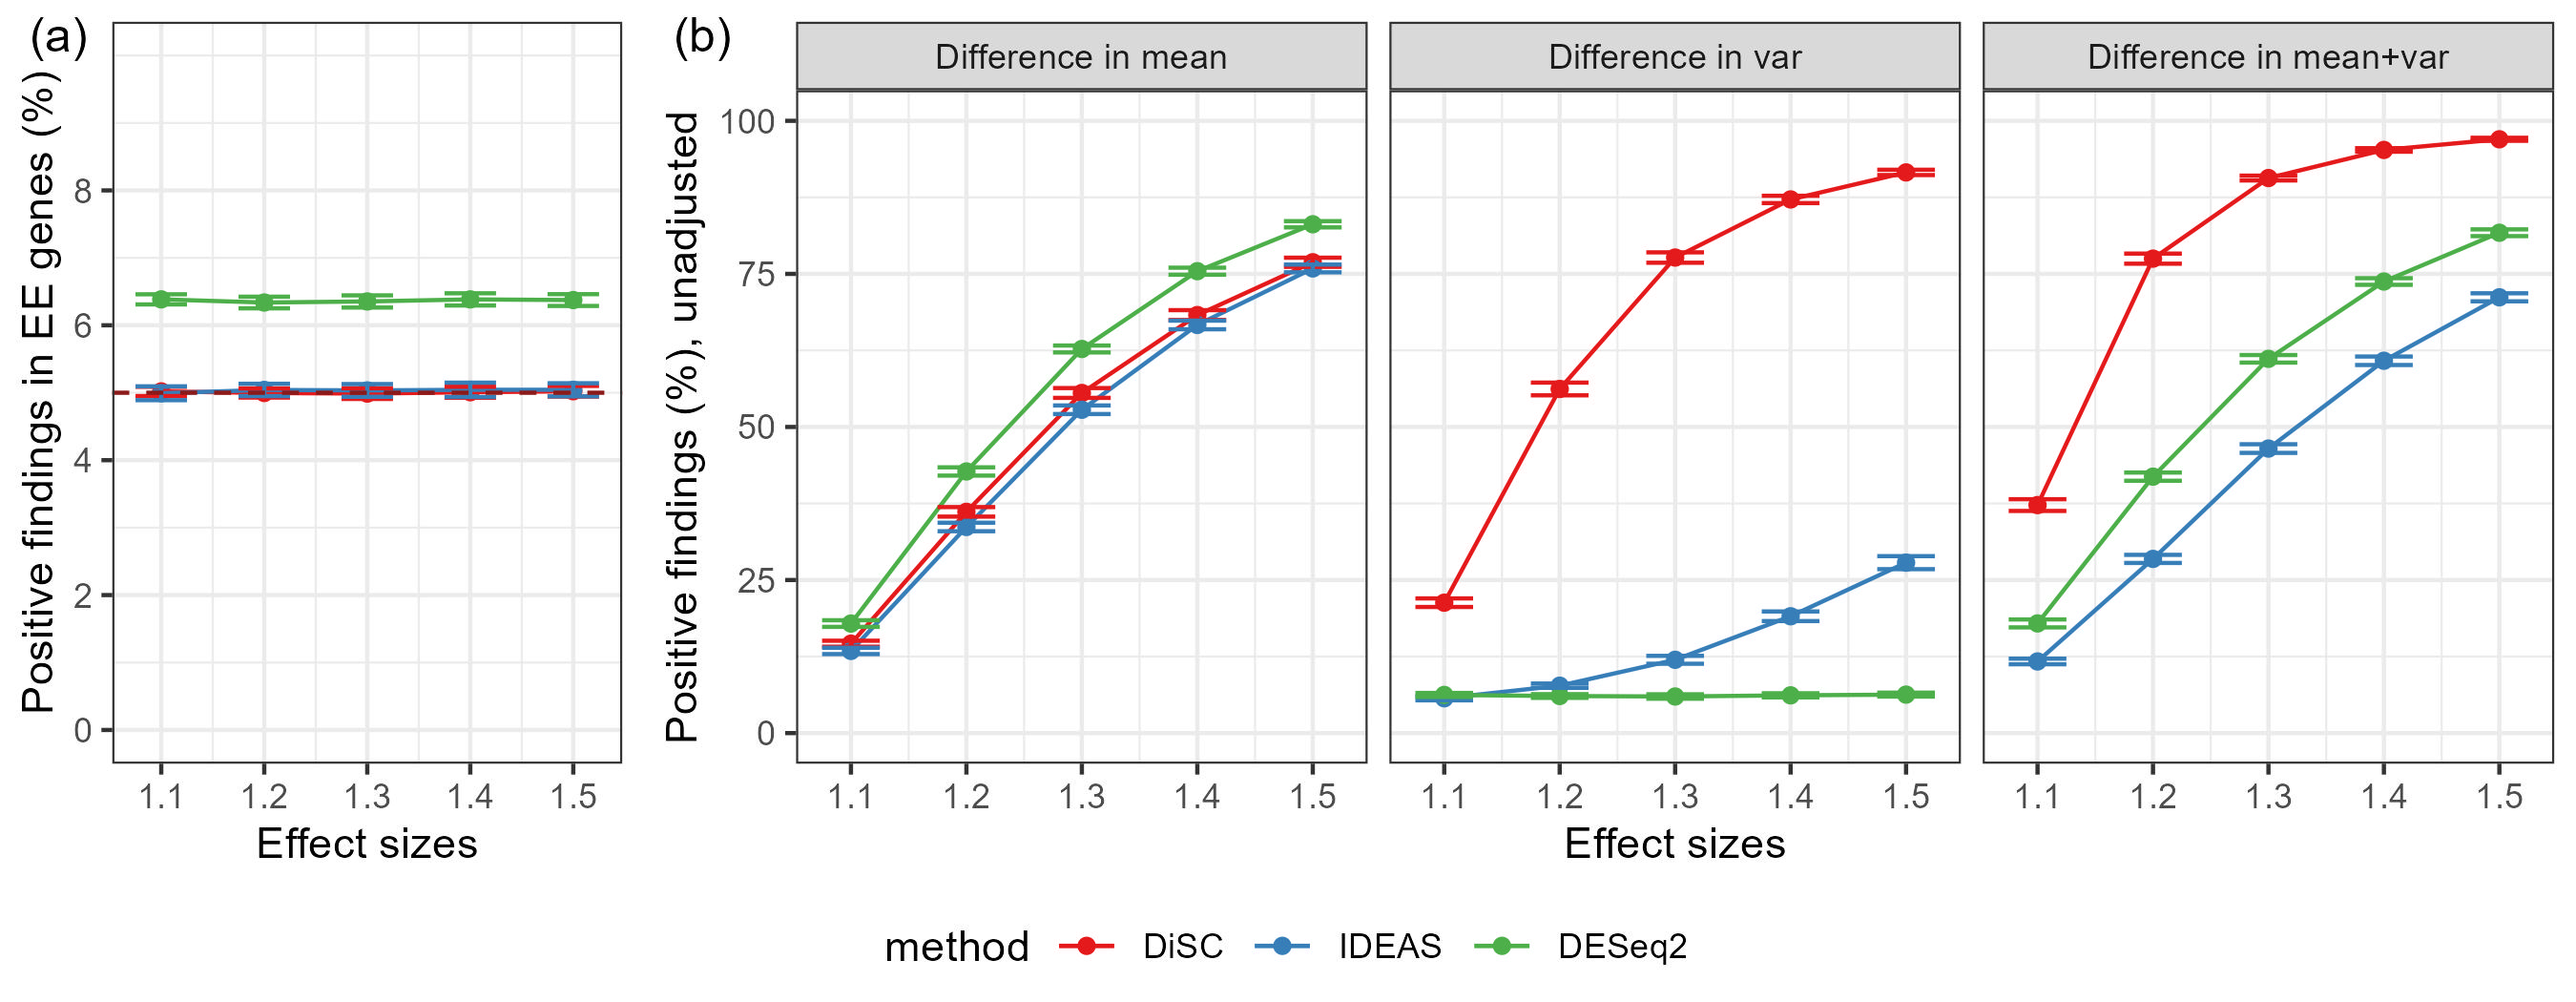 (a)
Positive findings in EE genes (%)
8
6
4
2
0
1.1 1.2 1.3 1.4 1.5
Effect sizes
(b)
Positive findings (%), unadjusted
Difference in mean
Difference in var
Difference in mean+var
100
75
50
25
0
1.1 1.2 1.3 1.4 1.5
1.1 1.2 1.3 1.4 1.5
1.1 1.2 1.3 1.4 1.5
Effect sizes
method DiSC IDEAS DESeq2